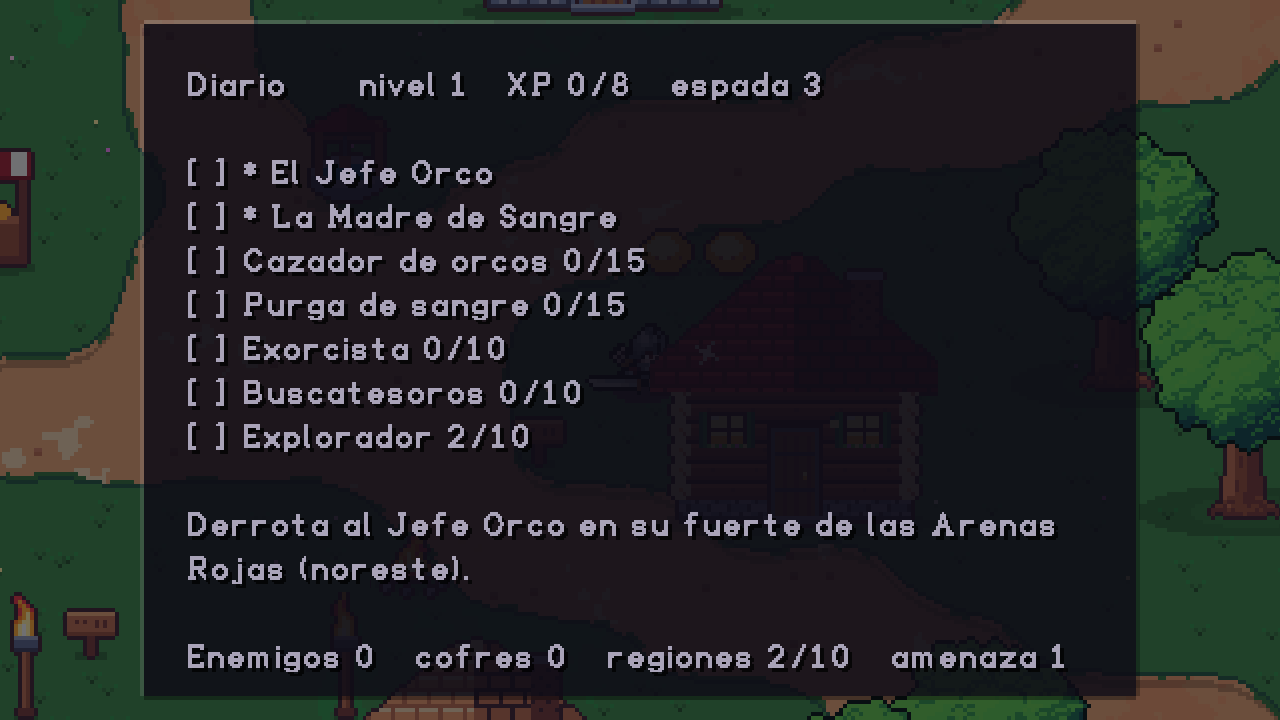 Diario nivel 1 XP 0/8 espada 3
[ ] * El Jefe Orco
[ ] * La Madre de Sangre
[ ] Cazador de orcos 0/15
[ ] Purga de sangre 0/15
[ ] Exorcista 0/10
[ ] Buscatesoros 0/10
[ ] Explorador 2/10
Derrota al Jefe Orco en su fuerte de las Arenas
Rojas (noreste).
Enemigos 0 cofres 0 regiones 2/10 amenaza 1